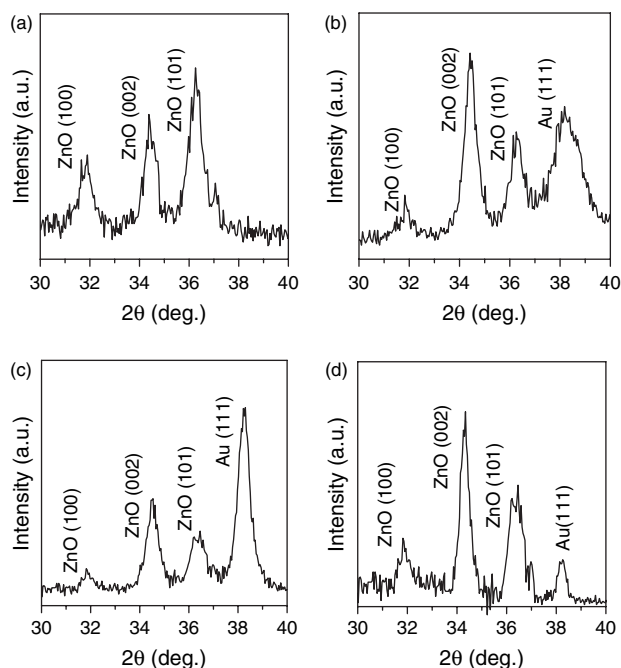 (a)
Intensity (a.u.)
ZnO (100)
ZnO (002)
ZnO (101)
30 32 34 36 38 40
2θ (deg.)
(b)
Intensity (a.u.)
ZnO (100)
ZnO (002)
ZnO (101)
Au (111)
30 32 34 36 38 40
2θ (deg.)
(c)
Intensity (a.u.)
ZnO (100)
ZnO (002)
ZnO (101)
Au (111)
30 32 34 36 38 40
2θ (deg.)
(d)
Intensity (a.u.)
ZnO (100)
ZnO (002)
ZnO (101)
Au(111)
30 32 34 36 38 40
2θ (deg.)